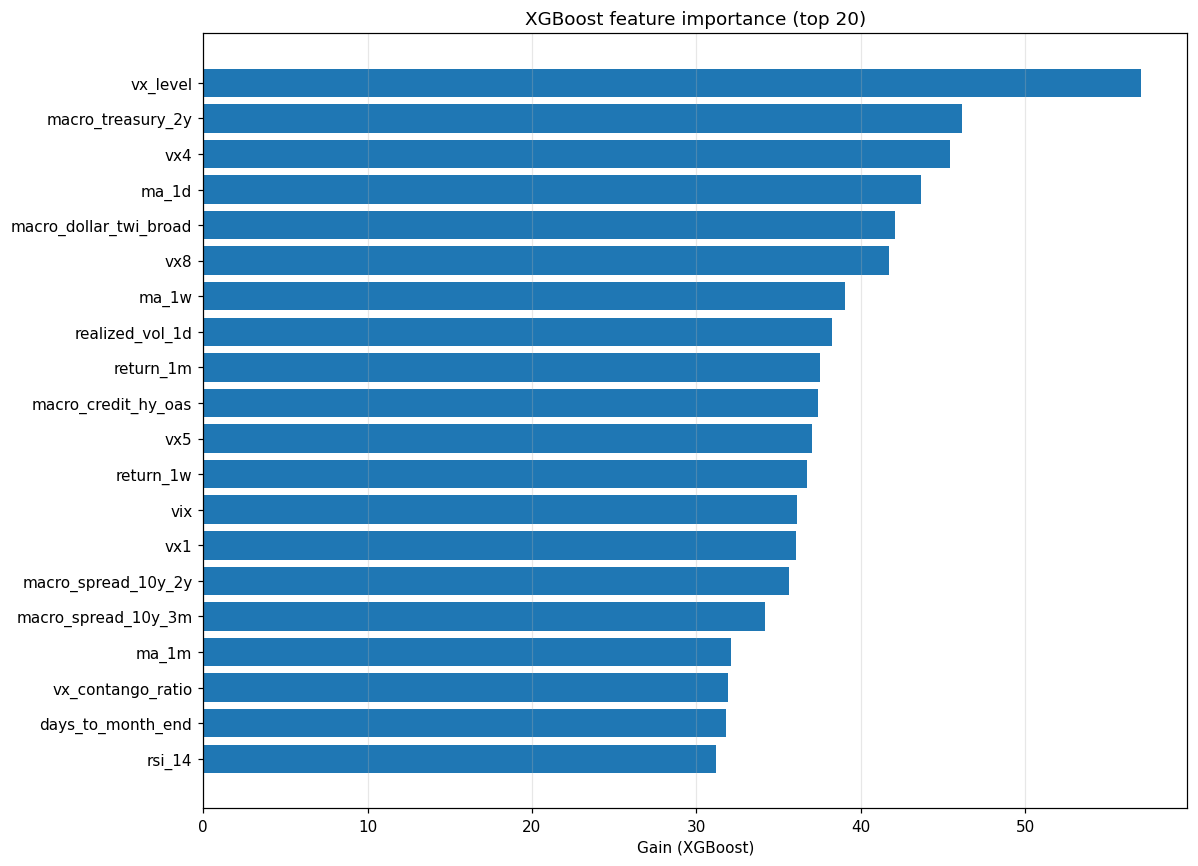 XGBoost feature importance (top 20)
vx_level
macro_treasury_2y
vx4
ma_1d
macro_dollar_twi_broad
vx8
ma_1w
realized_vol_1d
return_1m
macro_credit_hy_oas
vx5
return_1w
vix
vx1
macro_spread_10y_2y
macro_spread_10y_3m
ma_1m
vx_contango_ratio
days_to_month_end
rsi_14
0 10 20 30 40 50
Gain (XGBoost)